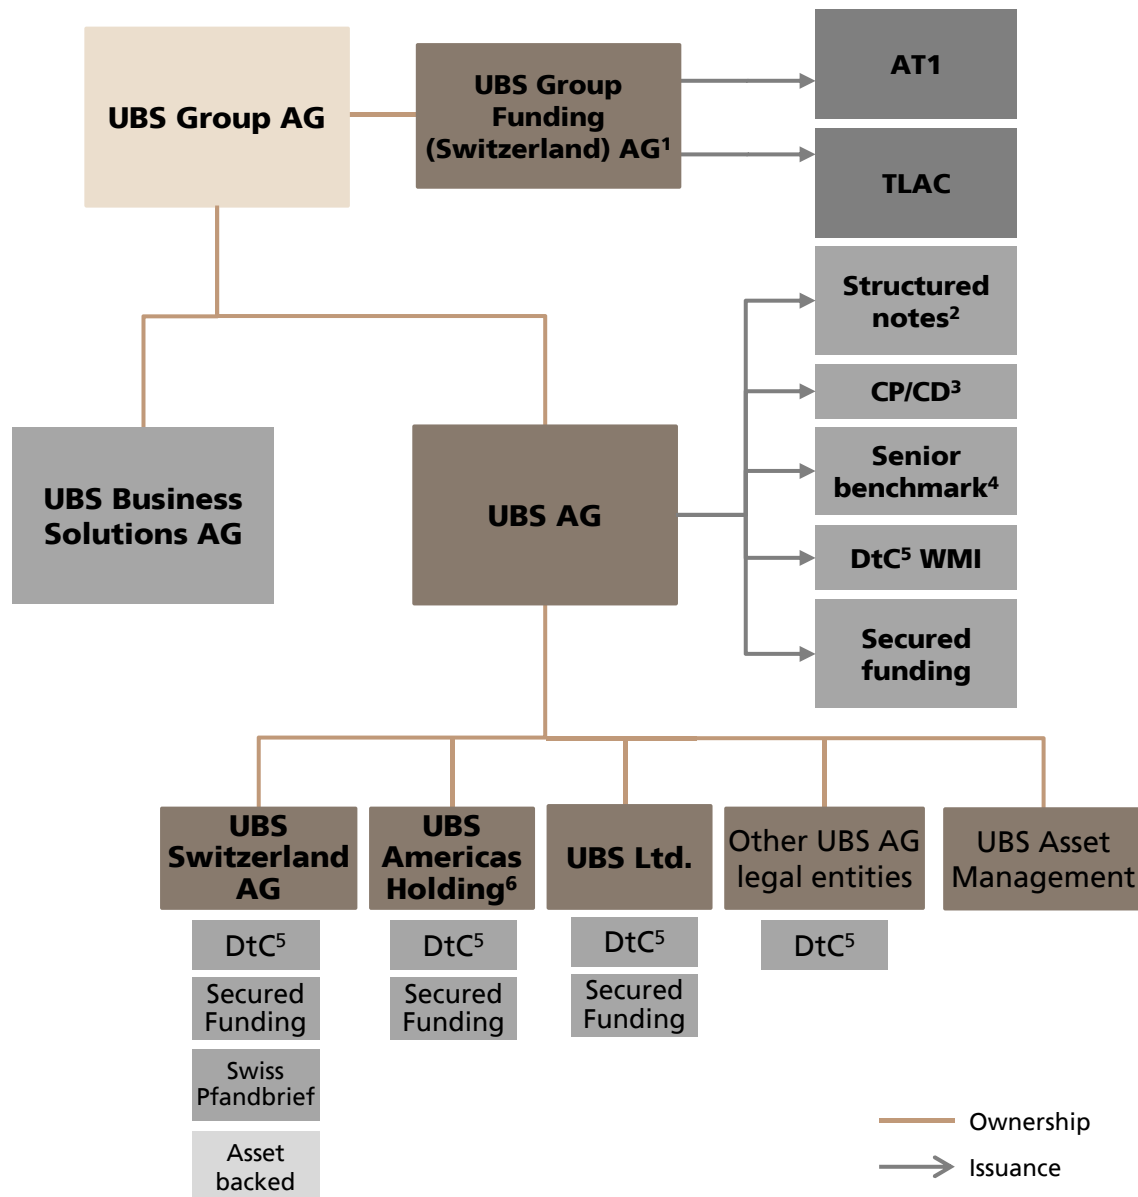 UBS Group AG
UBS Group
Funding
(Switzerland) AG¹
AT1
TLAC
Structured
notes²
CP/CD³
Senior
benchmark⁴
DtC⁵ WMI
Secured
funding
UBS Business
Solutions AG
UBS AG
UBS
Switzerland
AG
UBS
Americas
Holding⁶
UBS Ltd.
Other UBS AG
legal entities
UBS Asset
Management
DtC⁵
Secured
Funding
Swiss
Pfandbrief
Asset
backed
DtC⁵
Secured
Funding
DtC⁵
Secured
Funding
DtC⁵
Ownership
Issuance